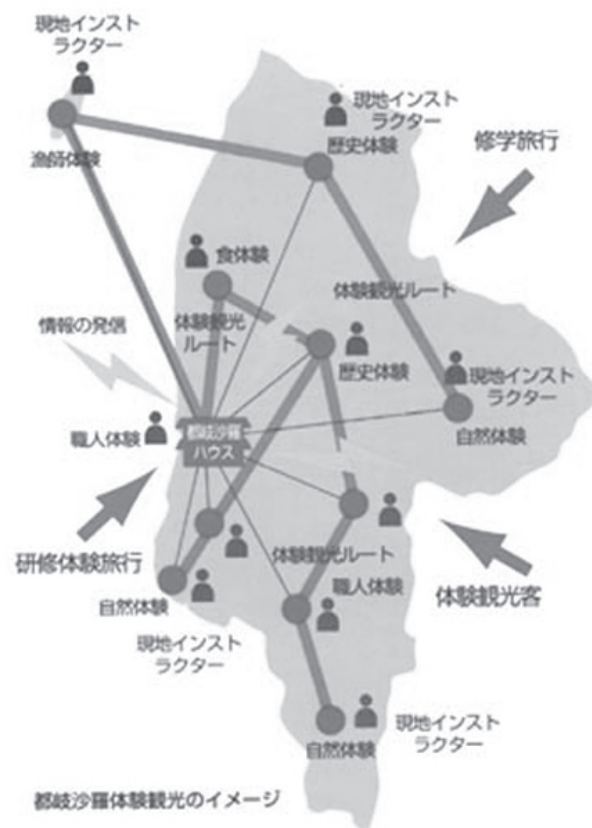 現地インスト
ラクター
漁師体験
現地インスト
ラクター
歴史体験
修学旅行
食体験
体験観光ルート
体験観光
ルート
情報の発信
歴史体験
現地インスト
ラクター
自然体験
職人体験
都岐沙羅
ハウス
研修体験旅行
体験観光ルート
職人体験
体験観光客
自然体験
現地インスト
ラクター
現地インスト
ラクター
自然体験
都岐沙羅体験観光のイメージ